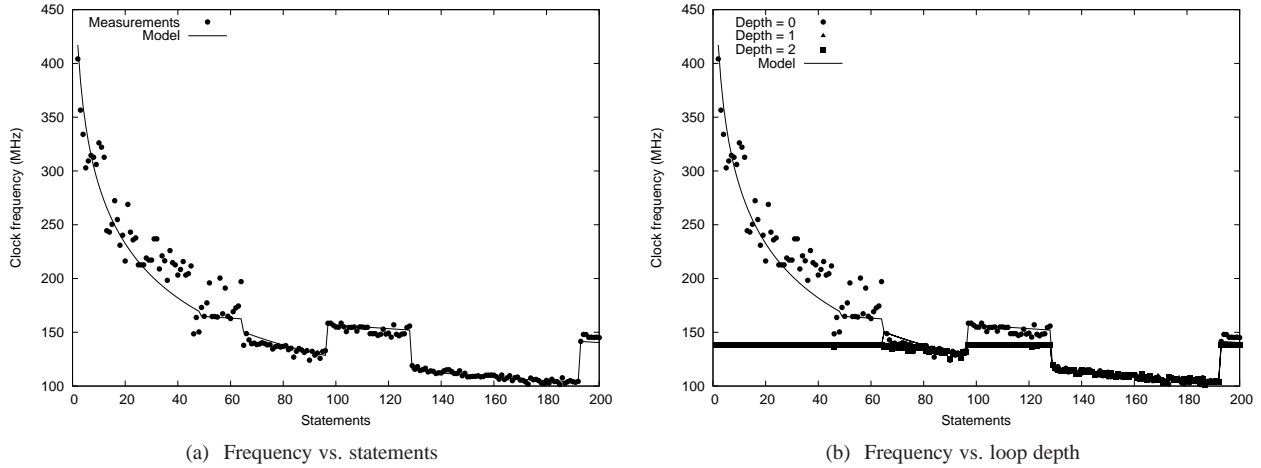 450
400
350
300
250
200
150
100
Clock frequency (MHz)
Measurements
Model
0 20 40 60 80 100 120 140 160 180 200
Statements
(a) Frequency vs. statements
450
400
350
300
250
200
150
100
Clock frequency (MHz)
Depth = 0
Depth = 1
Depth = 2
Model
0 20 40 60 80 100 120 140 160 180 200
Statements
(b) Frequency vs. loop depth